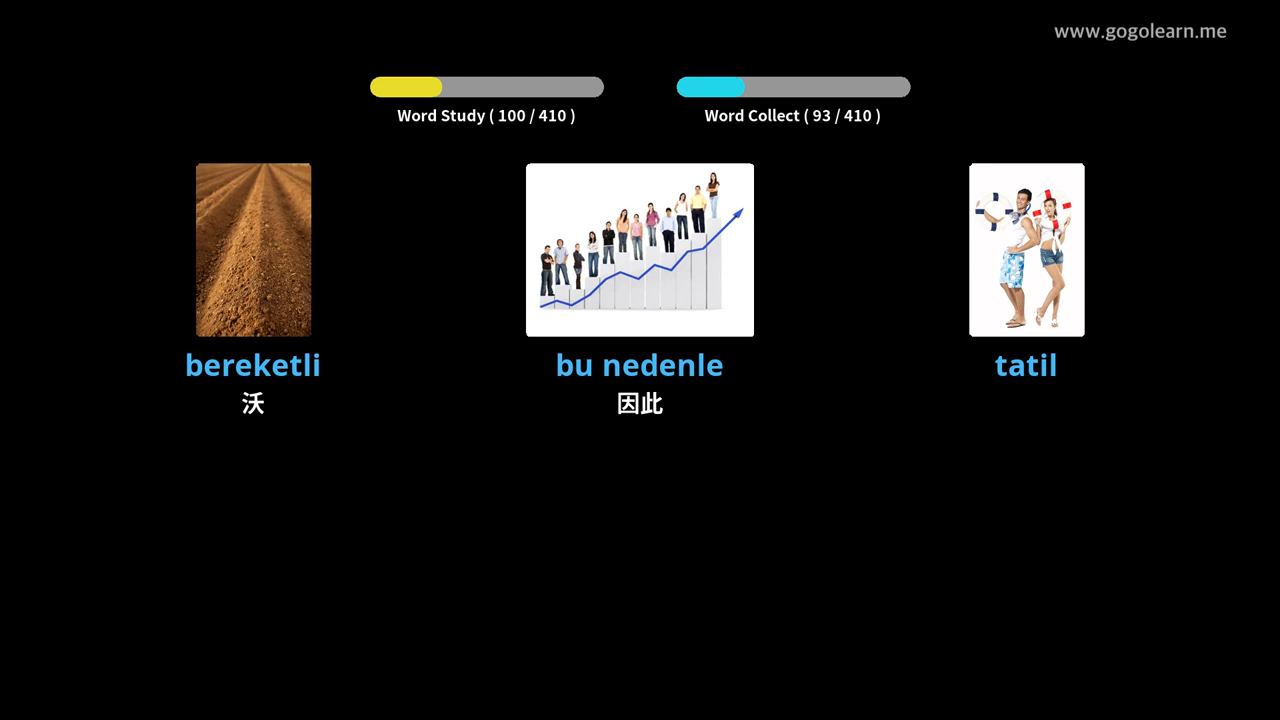 www.gogolearn.me
Word Study ( 100 / 410 )
Word Collect ( 93 / 410 )
bereketli
bu nedenle
tatil
沃
因此